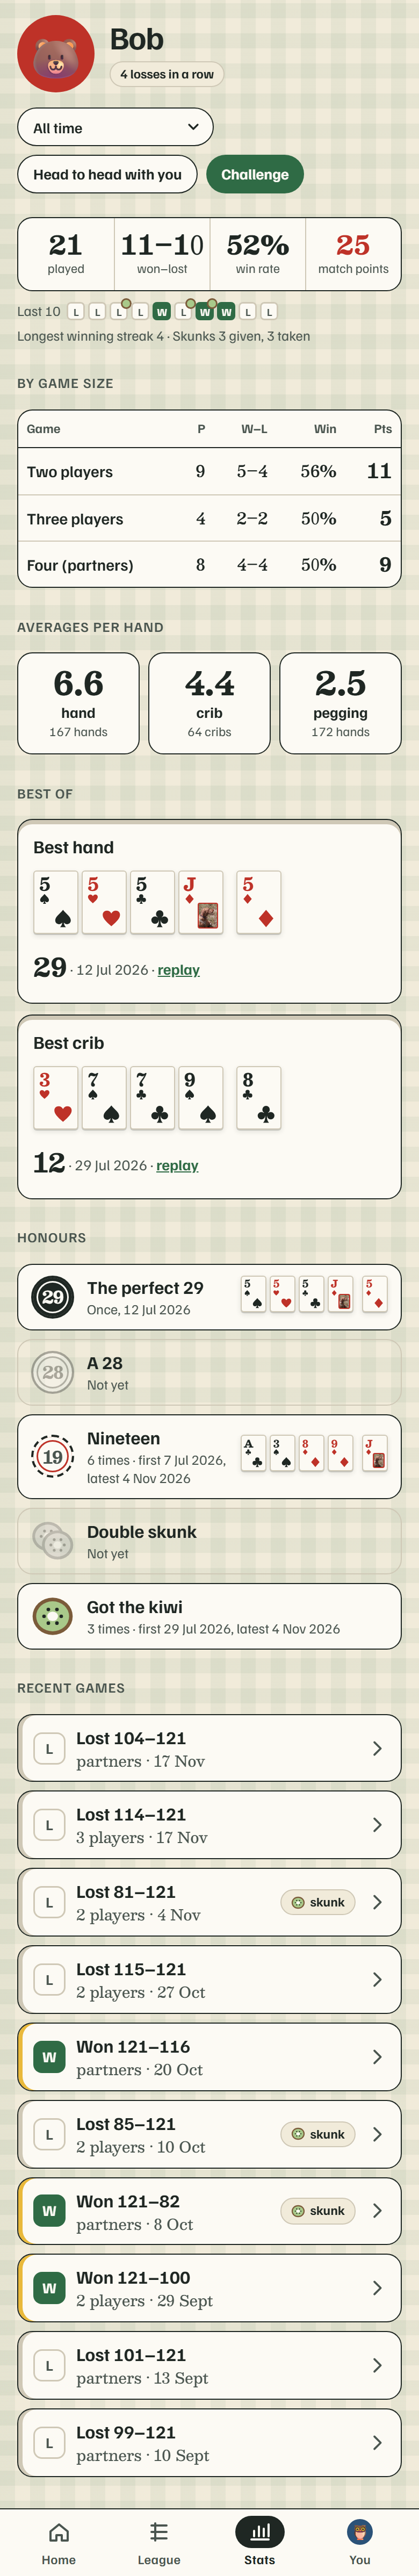 Bob
4 losses in a row
All time
Head to head with you
Challenge
21 11–10 52% 25
played won–lost win rate match points
Last 10 L L L L W L W W L L
Longest winning streak 4 · Skunks 3 given, 3 taken
BY GAME SIZE
Game P W–L Win Pts
Two players 9 5–4 56% 11
Three players 4 2–2 50% 5
Four (partners) 8 4–4 50% 9
AVERAGES PER HAND
6.6 4.4 2.5
hand crib pegging
167 hands 64 cribs 172 hands
BEST OF
Best hand
5♠ 5♥ 5♣ J♦ 5♦
29 · 12 Jul 2026 · replay
Best crib
3♥ 7♠ 7♣ 9♠ 8♣
12 · 29 Jul 2026 · replay
HONOURS
29 The perfect 29 5♠ 5♥ 5♣ J♦ 5♦
Once, 12 Jul 2026
28 A 28
Not yet
19 Nineteen A♣ 3♠ 8♦ 9♦ J♦
6 times · first 7 Jul 2026,
latest 4 Nov 2026
Double skunk
Not yet
Got the kiwi
3 times · first 29 Jul 2026, latest 4 Nov 2026
RECENT GAMES
L Lost 104–121
partners · 17 Nov
L Lost 114–121
3 players · 17 Nov
L Lost 81–121 skunk
2 players · 4 Nov
L Lost 115–121
2 players · 27 Oct
W Won 121–116
partners · 20 Oct
L Lost 85–121 skunk
2 players · 10 Oct
W Won 121–82 skunk
partners · 8 Oct
W Won 121–100
2 players · 29 Sept
L Lost 101–121
partners · 13 Sept
L Lost 99–121
partners · 10 Sept
Home League Stats You